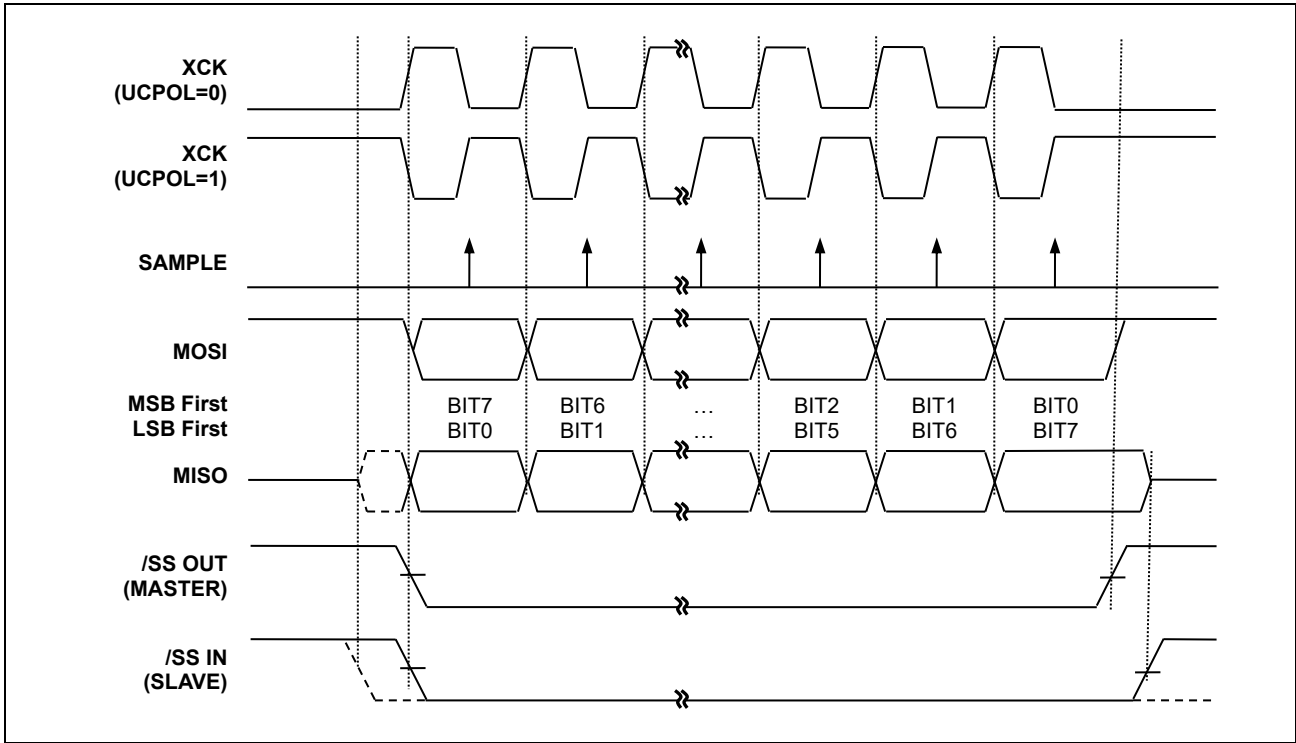 XCK
(UCPOL=0)
XCK
(UCPOL=1)
SAMPLE
MOSI
MSB First BIT7 BIT6 … BIT2 BIT1 BIT0
LSB First BIT0 BIT1 … BIT5 BIT6 BIT7
MISO
/SS OUT
(MASTER)
/SS IN
(SLAVE)